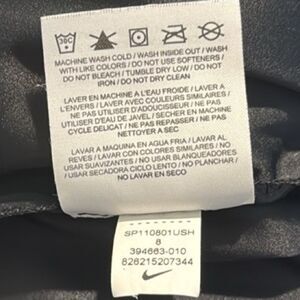 30C
MACHINE WASH COLD / WASH INSIDE OUT / WASH
WITH LIKE COLORS / DO NOT USE SOFTENERS /
DO NOT BLEACH / TUMBLE DRY LOW / DO NOT
IRON / DO NOT DRY CLEAN
LAVER EN MACHINE A L'EAU FROIDE / LAVER A
L'ENVERS / LAVER AVEC COULEURS SIMILAIRES /
NE PAS UTILISER D'ADOUCISSEUR / NE PAS
UTILISER D'EAU DE JAVEL / SECHER EN MACHINE
CYCLE DELICAT / NE PAS REPASSER / NE PAS
NETTOYER A SEC
LAVAR A MAQUINA EN AGUA FRIA / LAVAR AL
REVES / LAVAR CON COLORES SIMILARES / NO
USAR SUAVIZANTES / NO USAR BLANQUEADORES
/ USAR SECADORA CICLO LENTO / NO PLANCHAR /
NO LAVAR EN SECO
SP110801USH
8
394663-010
826215207344